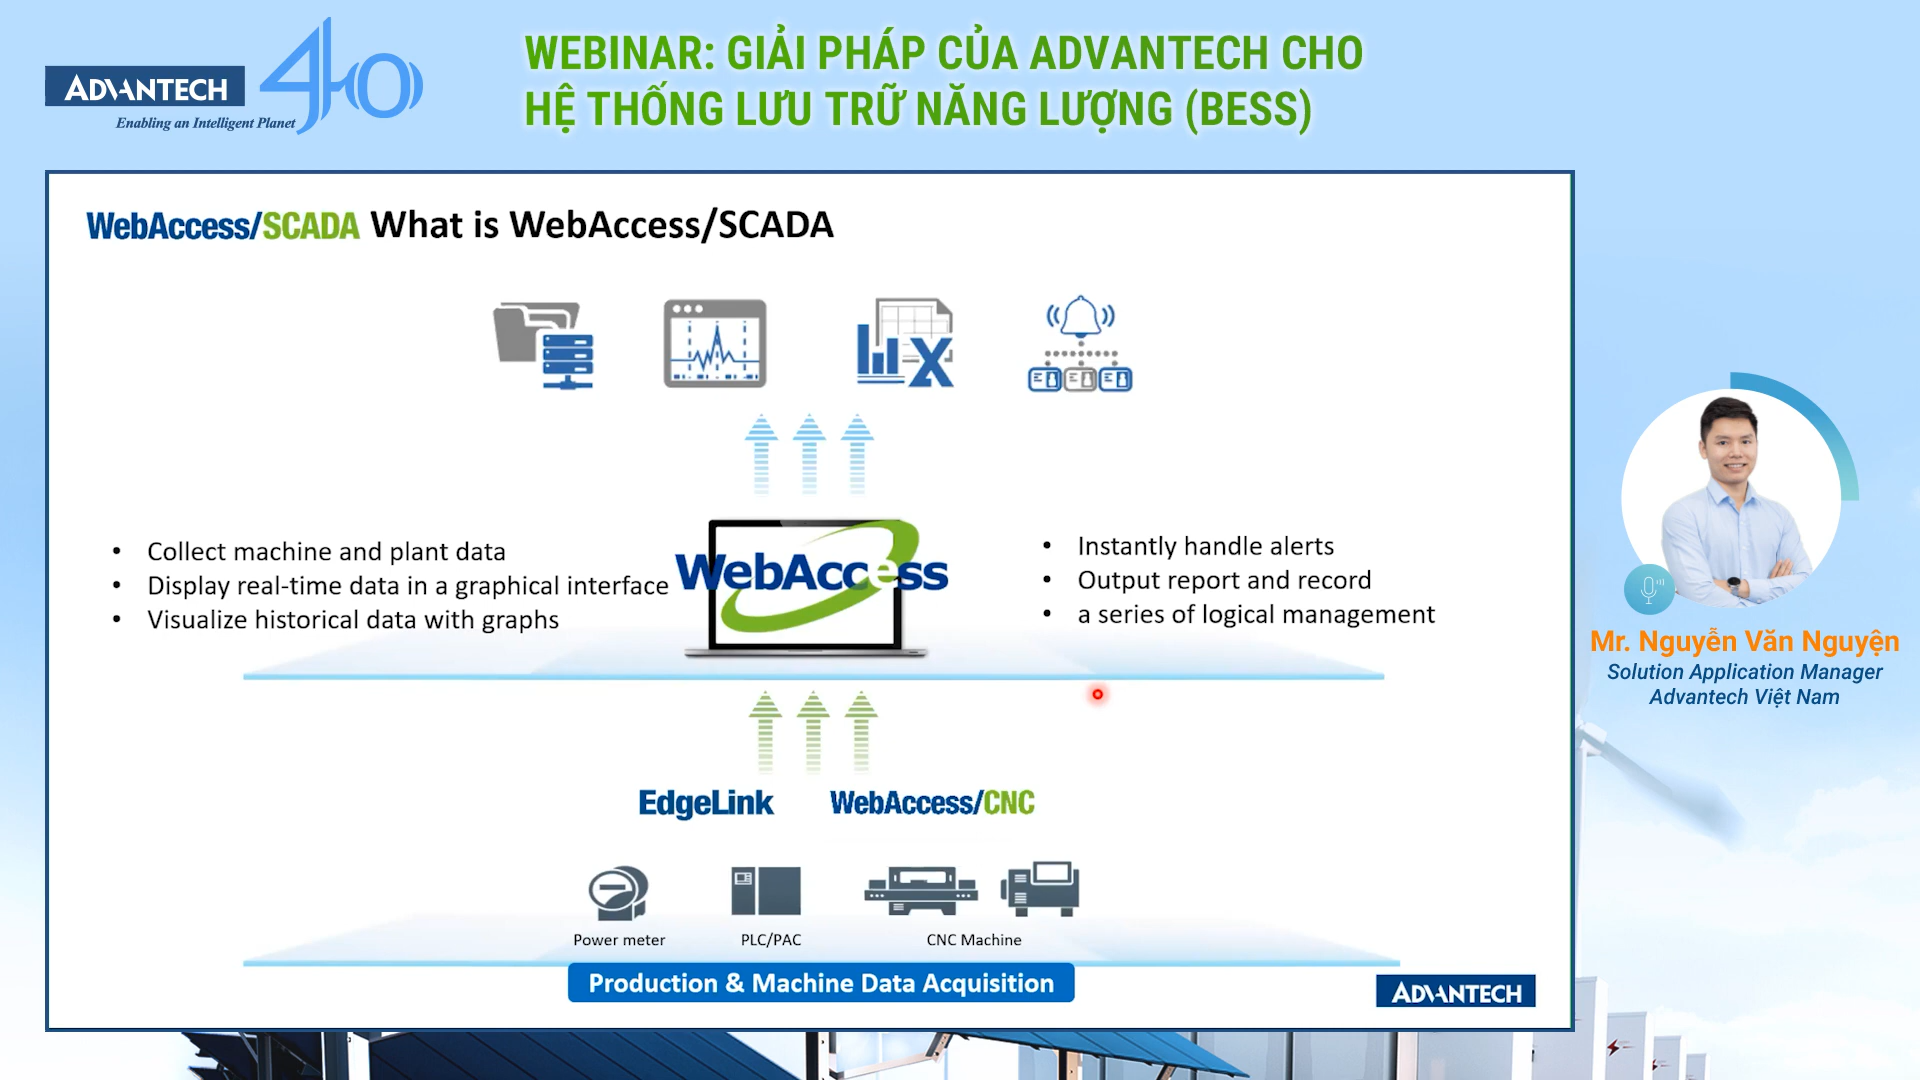 ADVANTECH
Enabling an Intelligent Planet
40
WEBINAR: GIẢI PHÁP CỦA ADVANTECH CHO
HỆ THỐNG LƯU TRỮ NĂNG LƯỢNG (BESS)
WebAccess/SCADA What is WebAccess/SCADA
• Collect machine and plant data
• Display real-time data in a graphical interface
• Visualize historical data with graphs
WebAccess
• Instantly handle alerts
• Output report and record
• a series of logical management
EdgeLink
WebAccess/CNC
Power meter
PLC/PAC
CNC Machine
Production & Machine Data Acquisition
ADVANTECH
Mr. Nguyễn Văn Nguyện
Solution Application Manager
Advantech Việt Nam